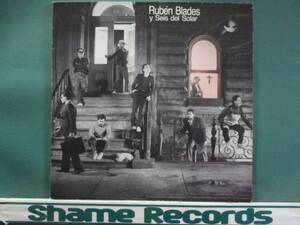 Rubén Blades
y Seis del Solar
Shame Records